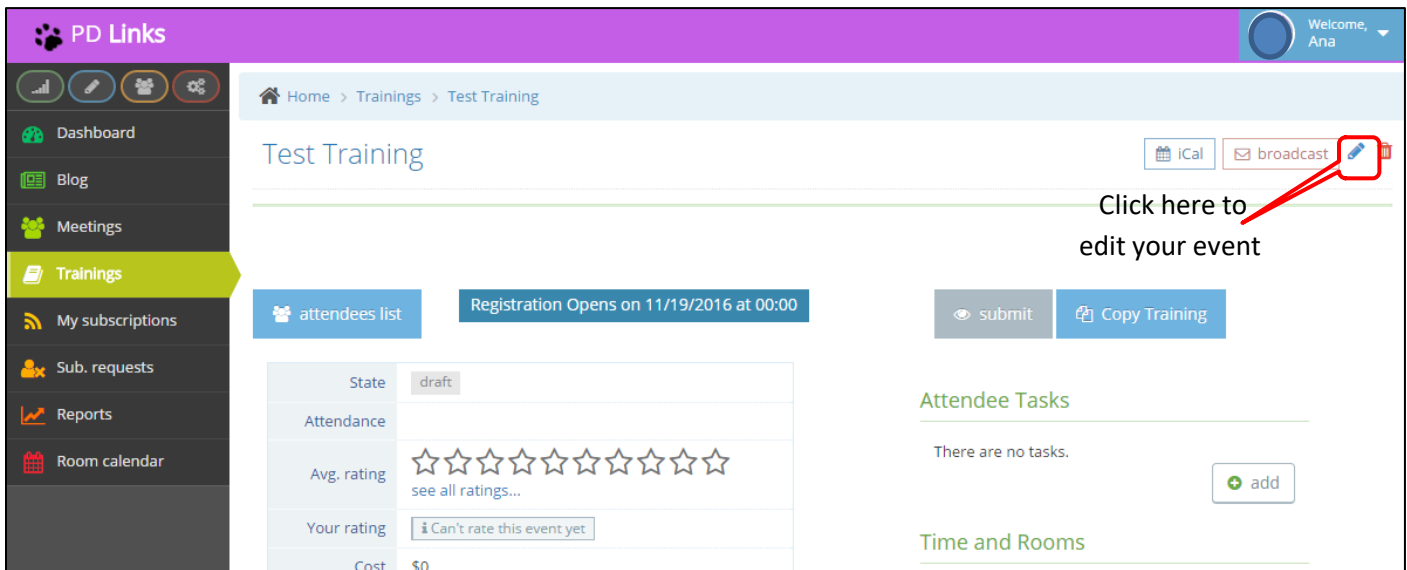 PD Links
Welcome,
Ana
Home > Trainings > Test Training
Dashboard
Blog
Meetings
Trainings
My subscriptions
Sub. requests
Reports
Room calendar
Test Training
iCal
broadcast
Click here to
edit your event
attendees list
Registration Opens on 11/19/2016 at 00:00
submit
Copy Training
State draft
Attendance
Avg. rating
see all ratings...
Your rating i Can't rate this event yet
Cost $0
Attendee Tasks
There are no tasks.
add
Time and Rooms